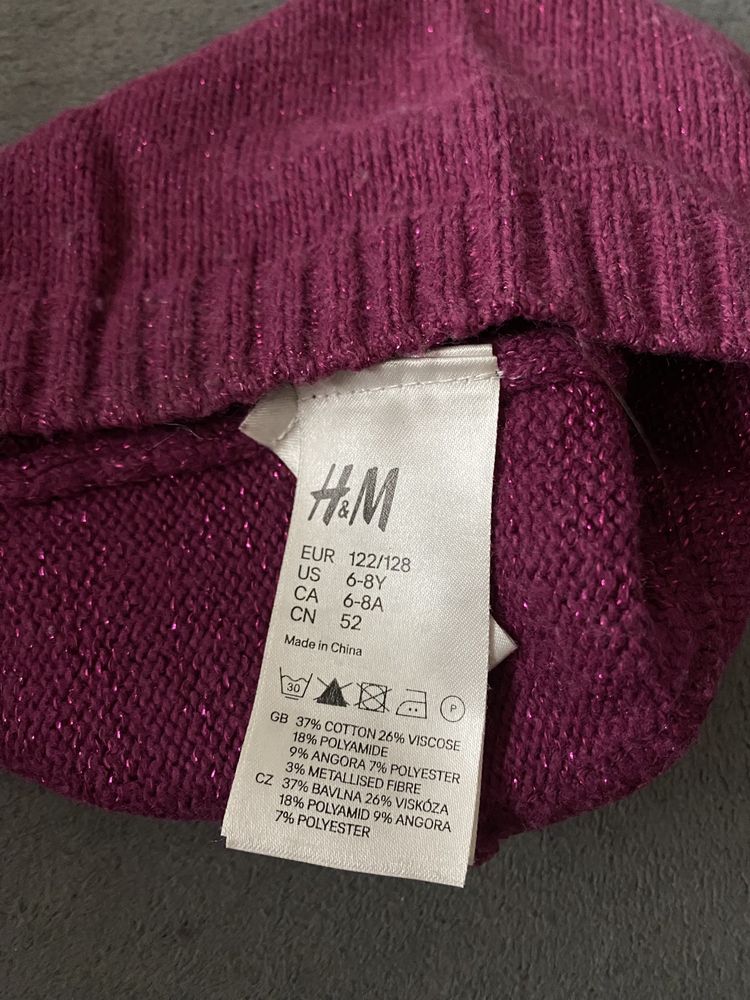 H&M
EUR 122/128
US 6-8Y
CA 6-8A
CN 52
Made in China
30 P
GB 37% COTTON 26% VISCOSE
18% POLYAMIDE
9% ANGORA 7% POLYESTER
3% METALLISED FIBRE
CZ 37% BAVLNA 26% VISKÓZA
18% POLYAMID 9% ANGORA
7% POLYESTER